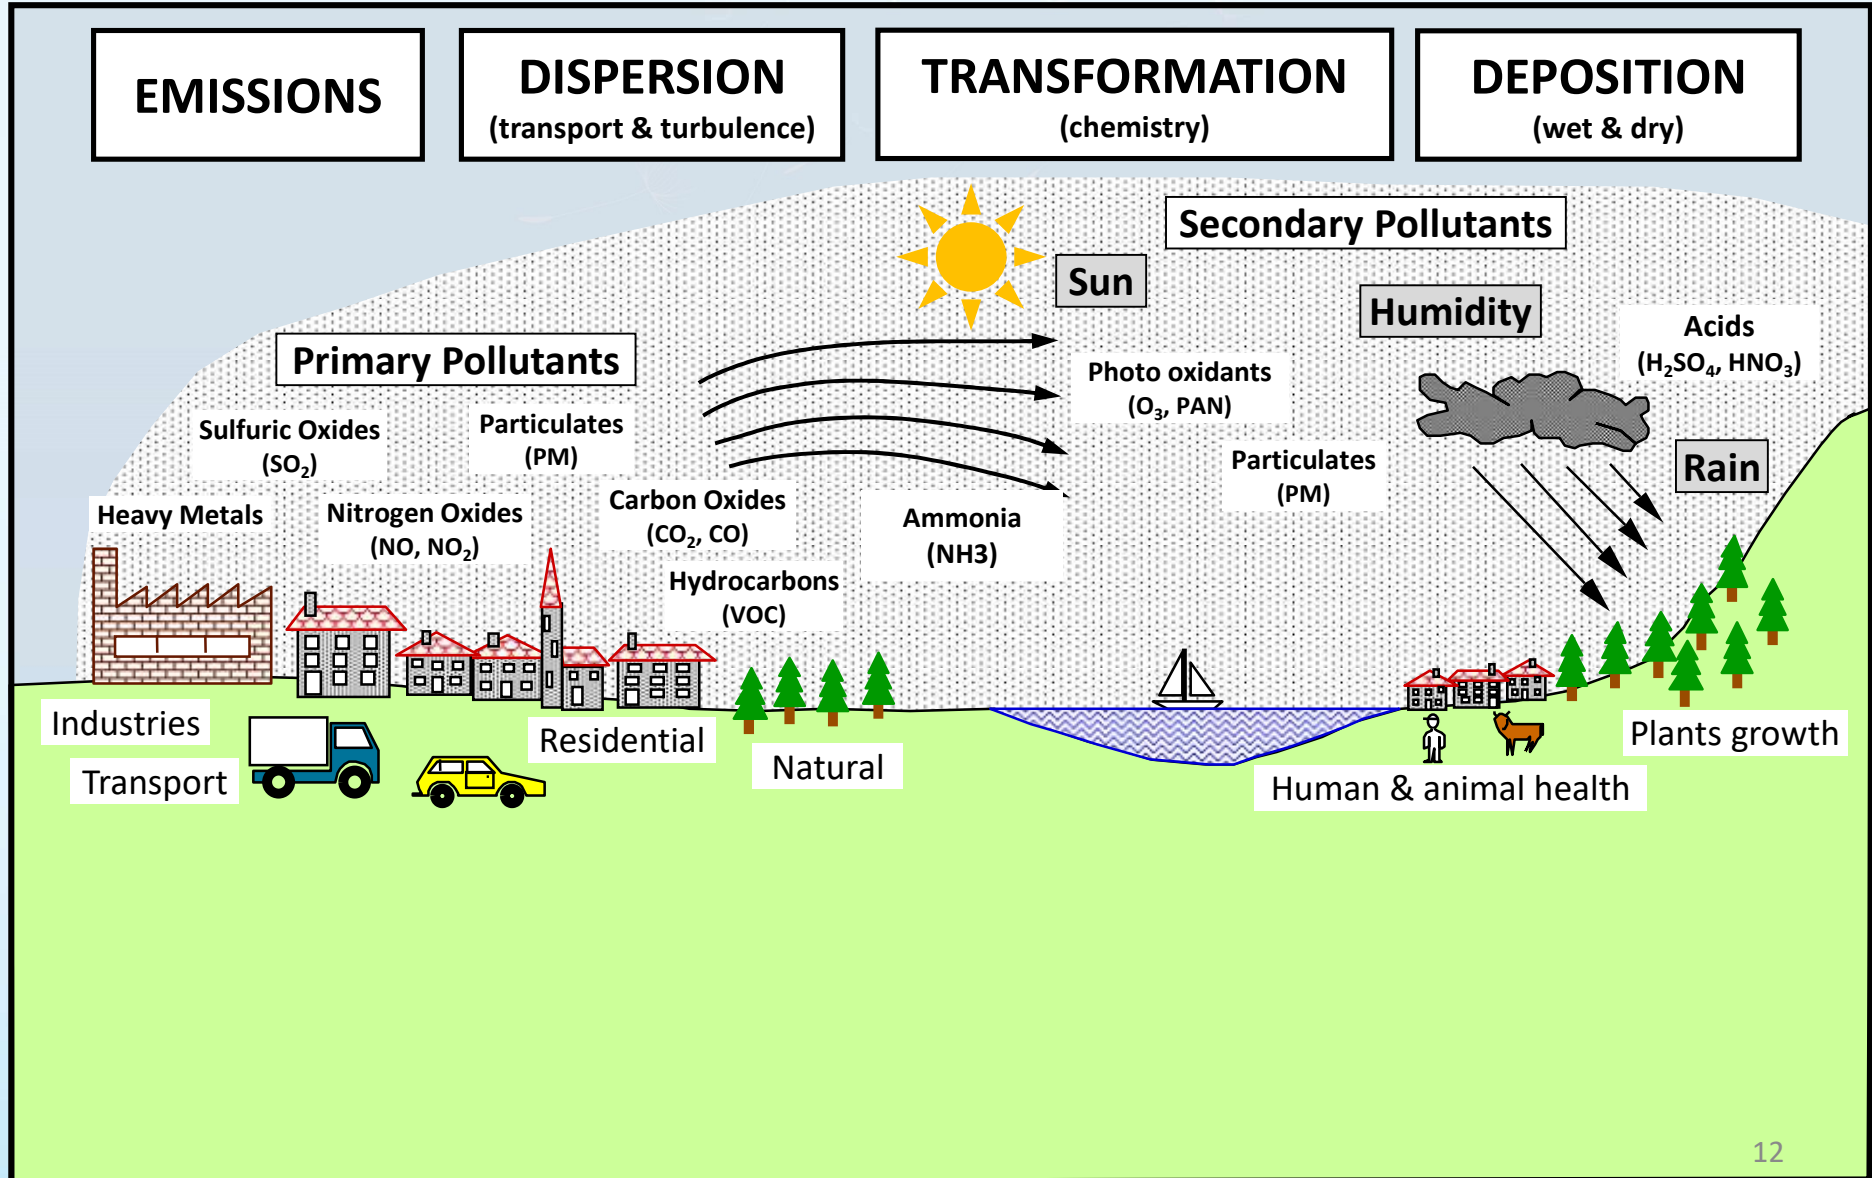 EMISSIONS
DISPERSION
(transport & turbulence)
TRANSFORMATION
(chemistry)
DEPOSITION
(wet & dry)
Secondary Pollutants
Sun
Humidity
Acids
(H₂SO₄, HNO₃)
Primary Pollutants
Photo oxidants
(O₃, PAN)
Sulfuric Oxides
(SO₂)
Particulates
(PM)
Particulates
(PM)
Rain
Heavy Metals
Nitrogen Oxides
(NO, NO₂)
Carbon Oxides
(CO₂, CO)
Ammonia
(NH3)
Hydrocarbons
(VOC)
Industries
Transport
Residential
Natural
Human & animal health
Plants growth
12